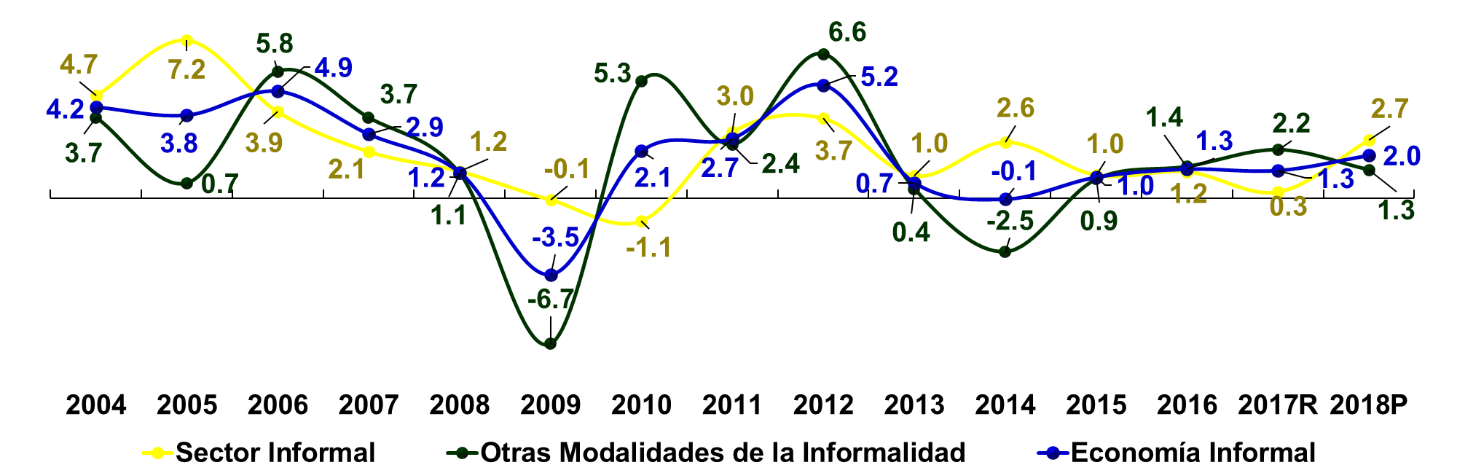 4.7 7.2 5.8 4.9 3.7 5.3 3.0 6.6 5.2 2.6 1.0 1.4 1.3 2.2 2.7
4.2 3.7 3.8 0.7 3.9 2.1 2.9 1.2 1.2 1.1 -0.1 -3.5 -6.7 2.1 -1.1 2.7 2.4 3.7 1.0 0.7 0.4 -0.1 -2.5 1.0 0.9 1.2 1.3 0.3 2.0 1.3
2004 2005 2006 2007 2008 2009 2010 2011 2012 2013 2014 2015 2016 2017R 2018P
Sector Informal Otras Modalidades de la Informalidad Economía Informal